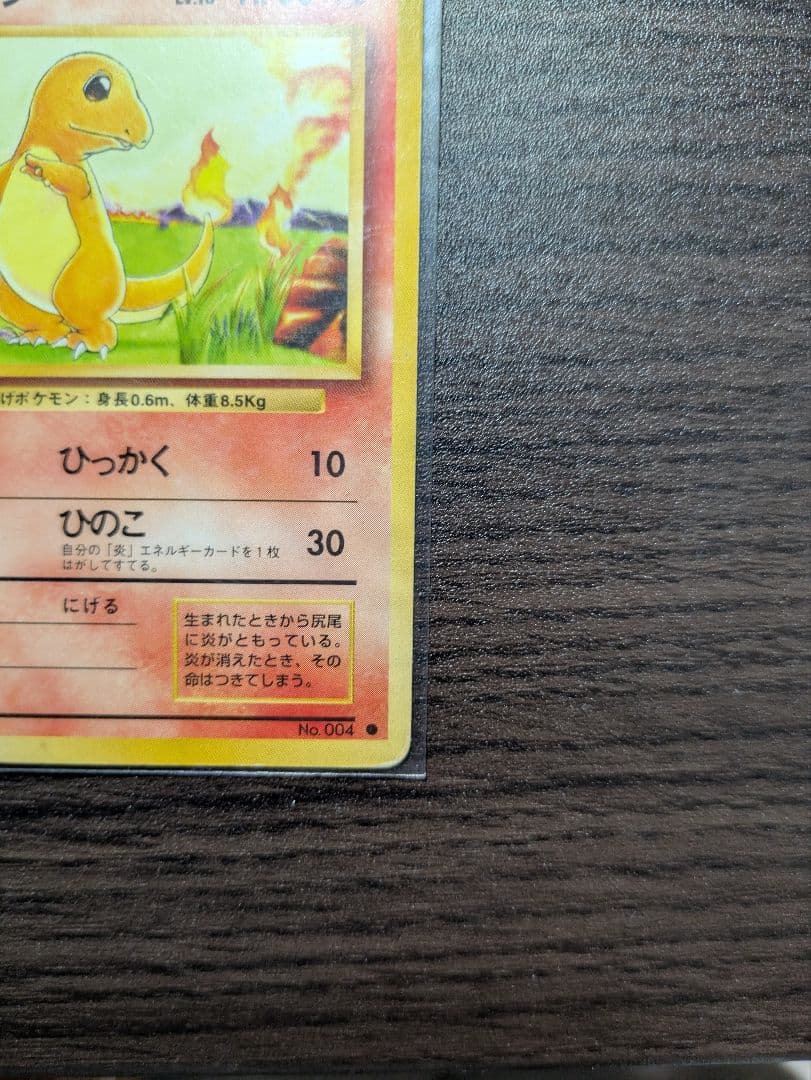 けポケモン：身長0.6m、体重8.5Kg
ひっかく 10
ひのこ 30
自分の「炎」エネルギーカードを1枚
はがしてすてる。
にげる
生まれたときから尻尾
に炎がともっている。
炎が消えたとき、その
命はつきてしまう。
No. 004 ●